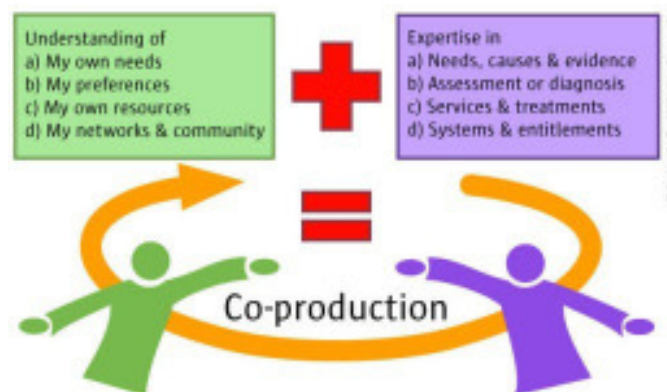 Understanding of
a) My own needs
b) My preferences
c) My own resources
d) My networks & community
Expertise in
a) Needs, causes & evidence
b) Assessment or diagnosis
c) Services & treatments
d) Systems & entitlements
Co-production